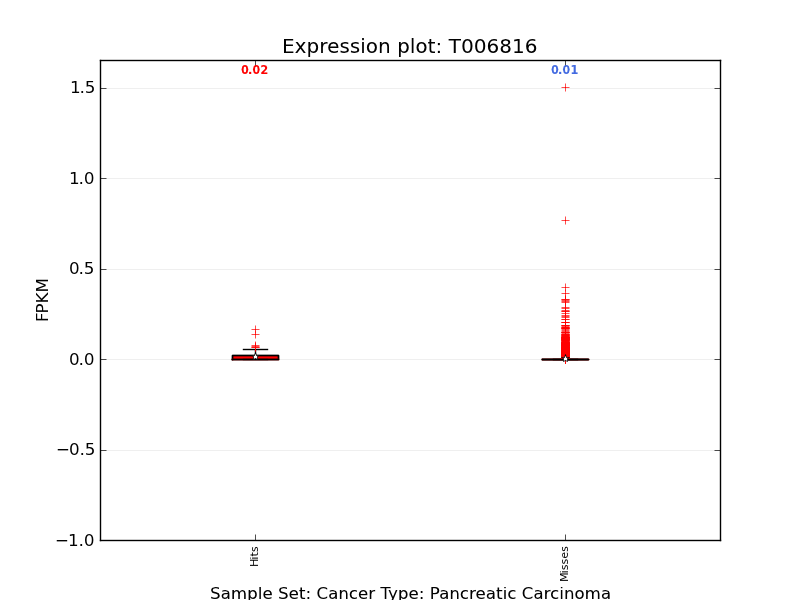 Expression plot: T006816
0.02
0.01
1.5
1.0
0.5
0.0
−0.5
−1.0
FPKM
Hits
Misses
Sample Set: Cancer Type: Pancreatic Carcinoma